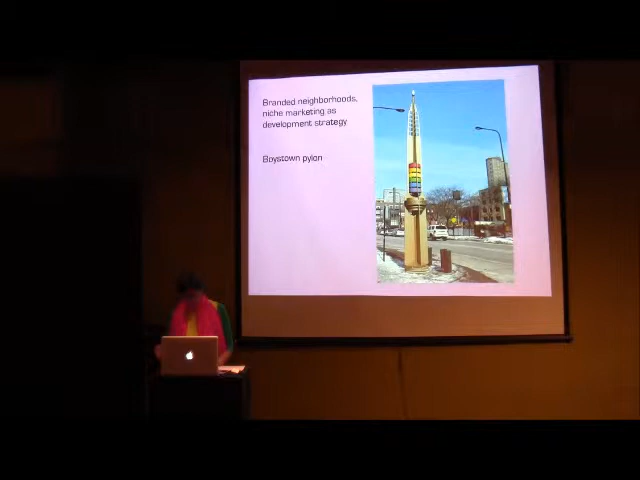 Branded neighborhoods,
niche marketing as
development strategy
Boystown pylon